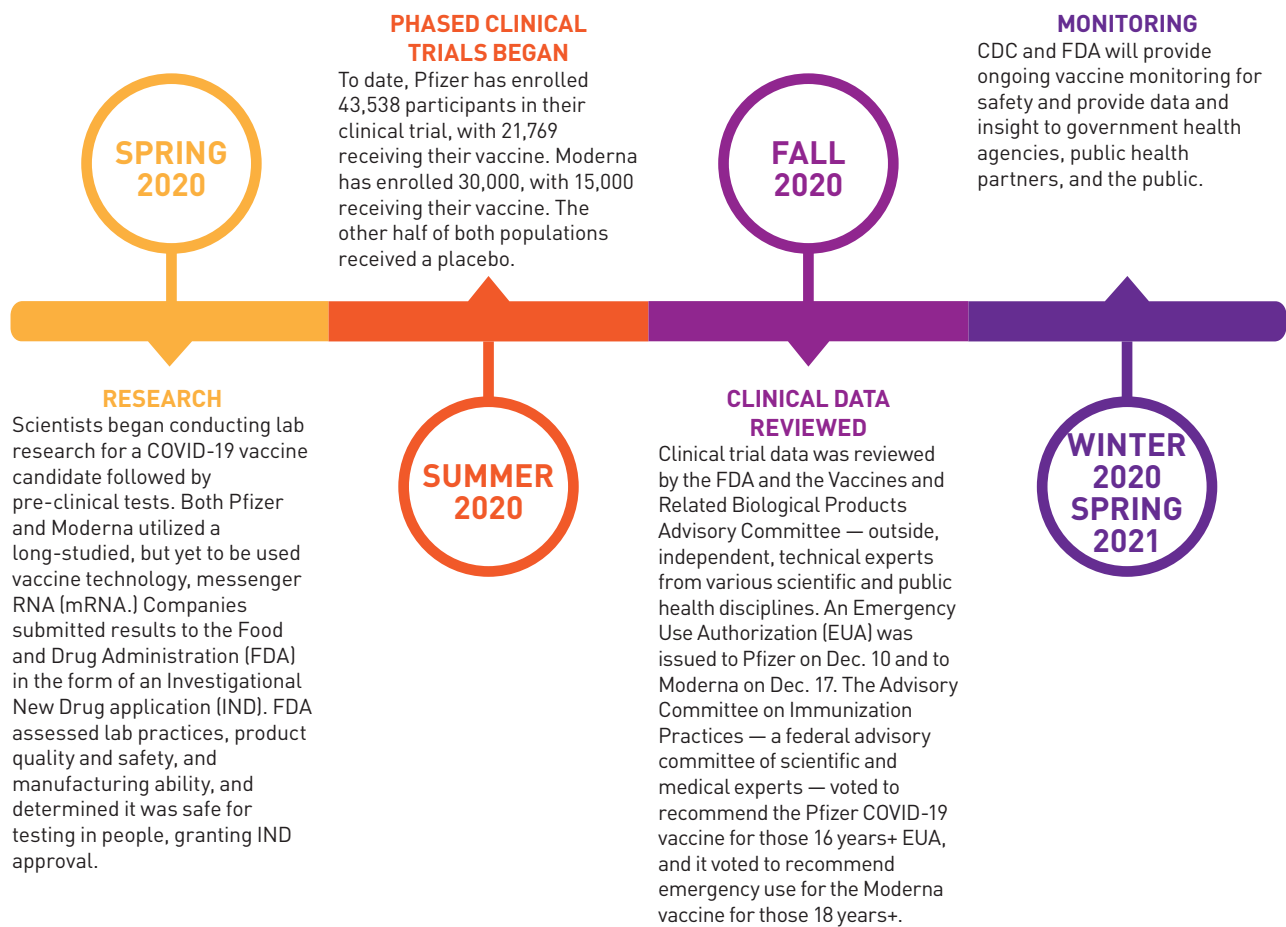 SPRING
2020
RESEARCH
Scientists began conducting lab
research for a COVID-19 vaccine
candidate followed by
pre-clinical tests. Both Pfizer
and Moderna utilized a
long-studied, but yet to be used
vaccine technology, messenger
RNA (mRNA.) Companies
submitted results to the Food
and Drug Administration (FDA)
in the form of an Investigational
New Drug application (IND). FDA
assessed lab practices, product
quality and safety, and
manufacturing ability, and
determined it was safe for
testing in people, granting IND
approval.
PHASED CLINICAL
TRIALS BEGAN
To date, Pfizer has enrolled
43,538 participants in their
clinical trial, with 21,769
receiving their vaccine. Moderna
has enrolled 30,000, with 15,000
receiving their vaccine. The
other half of both populations
received a placebo.
SUMMER
2020
FALL
2020
CLINICAL DATA
REVIEWED
Clinical trial data was reviewed
by the FDA and the Vaccines and
Related Biological Products
Advisory Committee — outside,
independent, technical experts
from various scientific and public
health disciplines. An Emergency
Use Authorization (EUA) was
issued to Pfizer on Dec. 10 and to
Moderna on Dec. 17. The Advisory
Committee on Immunization
Practices — a federal advisory
committee of scientific and
medical experts — voted to
recommend the Pfizer COVID-19
vaccine for those 16 years+ EUA,
and it voted to recommend
emergency use for the Moderna
vaccine for those 18 years+.
MONITORING
CDC and FDA will provide
ongoing vaccine monitoring for
safety and provide data and
insight to government health
agencies, public health
partners, and the public.
WINTER
2020
SPRING
2021